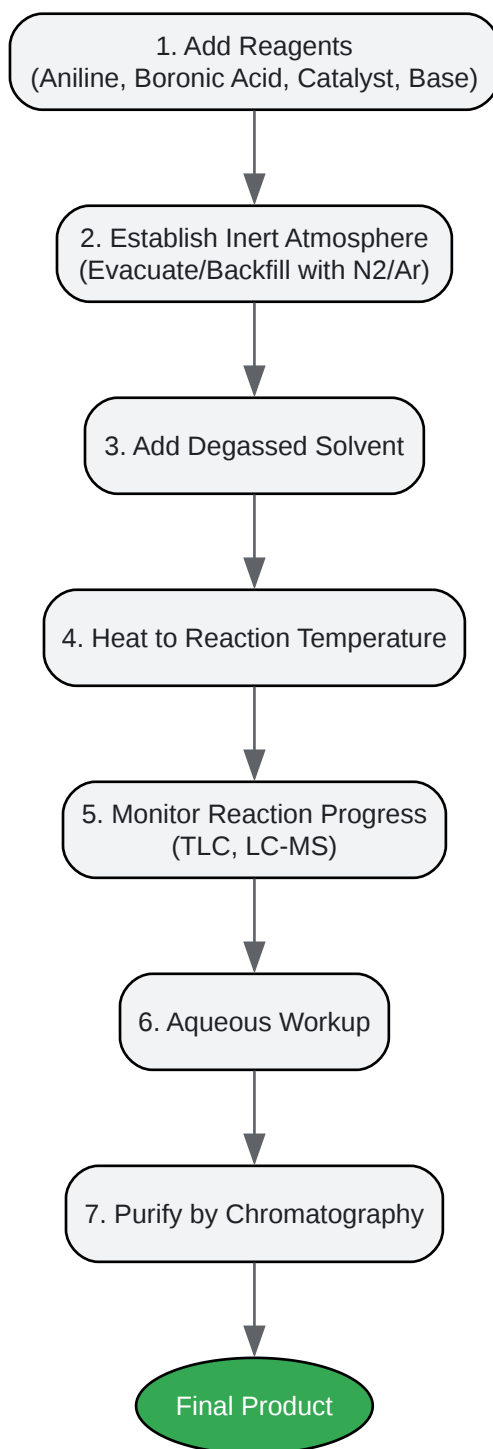 1. Add Reagents
(Aniline, Boronic Acid, Catalyst, Base)
2. Establish Inert Atmosphere
(Evacuate/Backfill with N2/Ar)
3. Add Degassed Solvent
4. Heat to Reaction Temperature
5. Monitor Reaction Progress
(TLC, LC-MS)
6. Aqueous Workup
7. Purify by Chromatography
Final Product